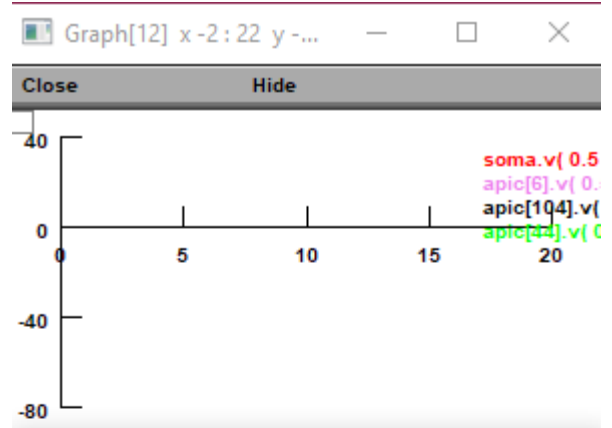 Graph[12] x -2 : 22 y -...
Close Hide
40
soma.v( 0.5
apic[6].v( 0.
apic[104].v(
apic[44].v( 0
0
0 5 10 15 20
-40
-80